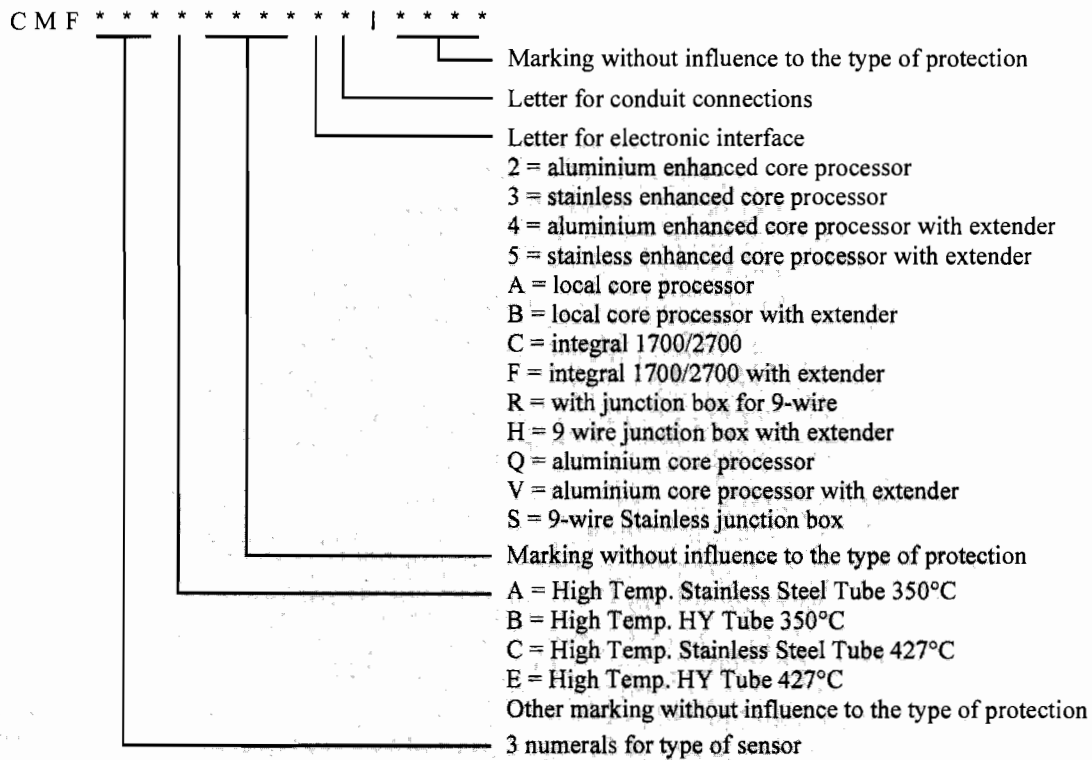 C M F * * * * * * * * * I * * * *
Marking without influence to the type of protection
Letter for conduit connections
Letter for electronic interface
2 = aluminium enhanced core processor
3 = stainless enhanced core processor
4 = aluminium enhanced core processor with extender
5 = stainless enhanced core processor with extender
A = local core processor
B = local core processor with extender
C = integral 1700/2700
F = integral 1700/2700 with extender
R = with junction box for 9-wire
H = 9 wire junction box with extender
Q = aluminium core processor
V = aluminium core processor with extender
S = 9-wire Stainless junction box
Marking without influence to the type of protection
A = High Temp. Stainless Steel Tube 350°C
B = High Temp. HY Tube 350°C
C = High Temp. Stainless Steel Tube 427°C
E = High Temp. HY Tube 427°C
Other marking without influence to the type of protection
3 numerals for type of sensor